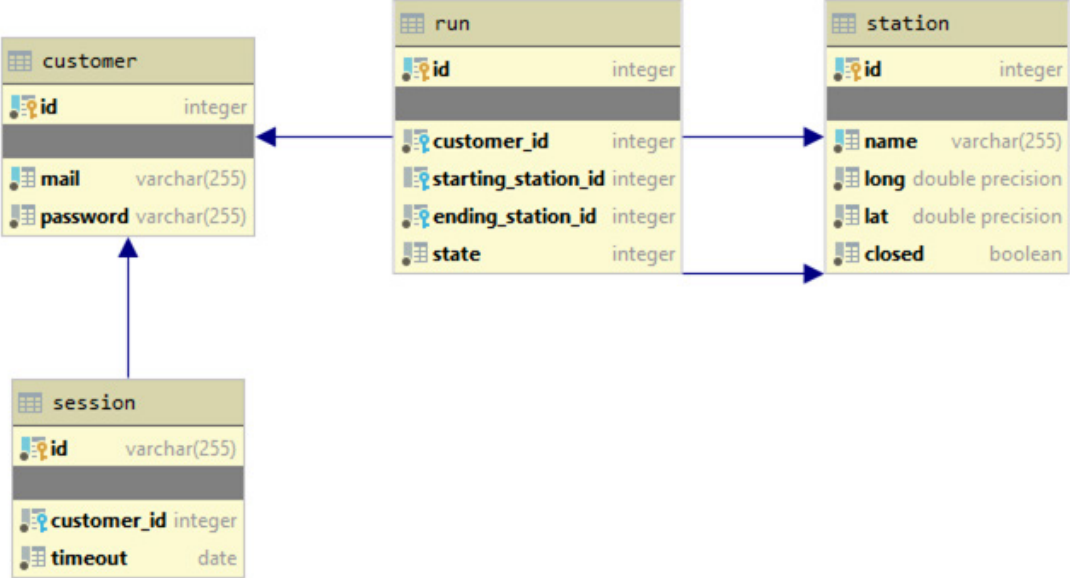 customer
id integer
mail varchar(255)
password varchar(255)
run
id integer
customer_id integer
starting_station_id integer
ending_station_id integer
state integer
station
id integer
name varchar(255)
long double precision
lat double precision
closed boolean
session
id varchar(255)
customer_id integer
timeout date